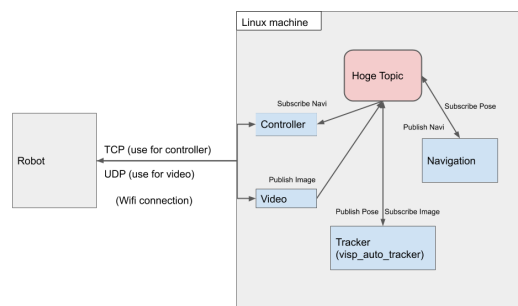 Linux machine
Hoge Topic
Subscribe Navi
Subscribe Pose
Controller
TCP (use for controller)
Publish Navi
Robot
Navigation
UDP (use for video)
Publish Image
(Wifi connection)
Video
Publish Pose
Subscribe Image
Tracker
(visp_auto_tracker)